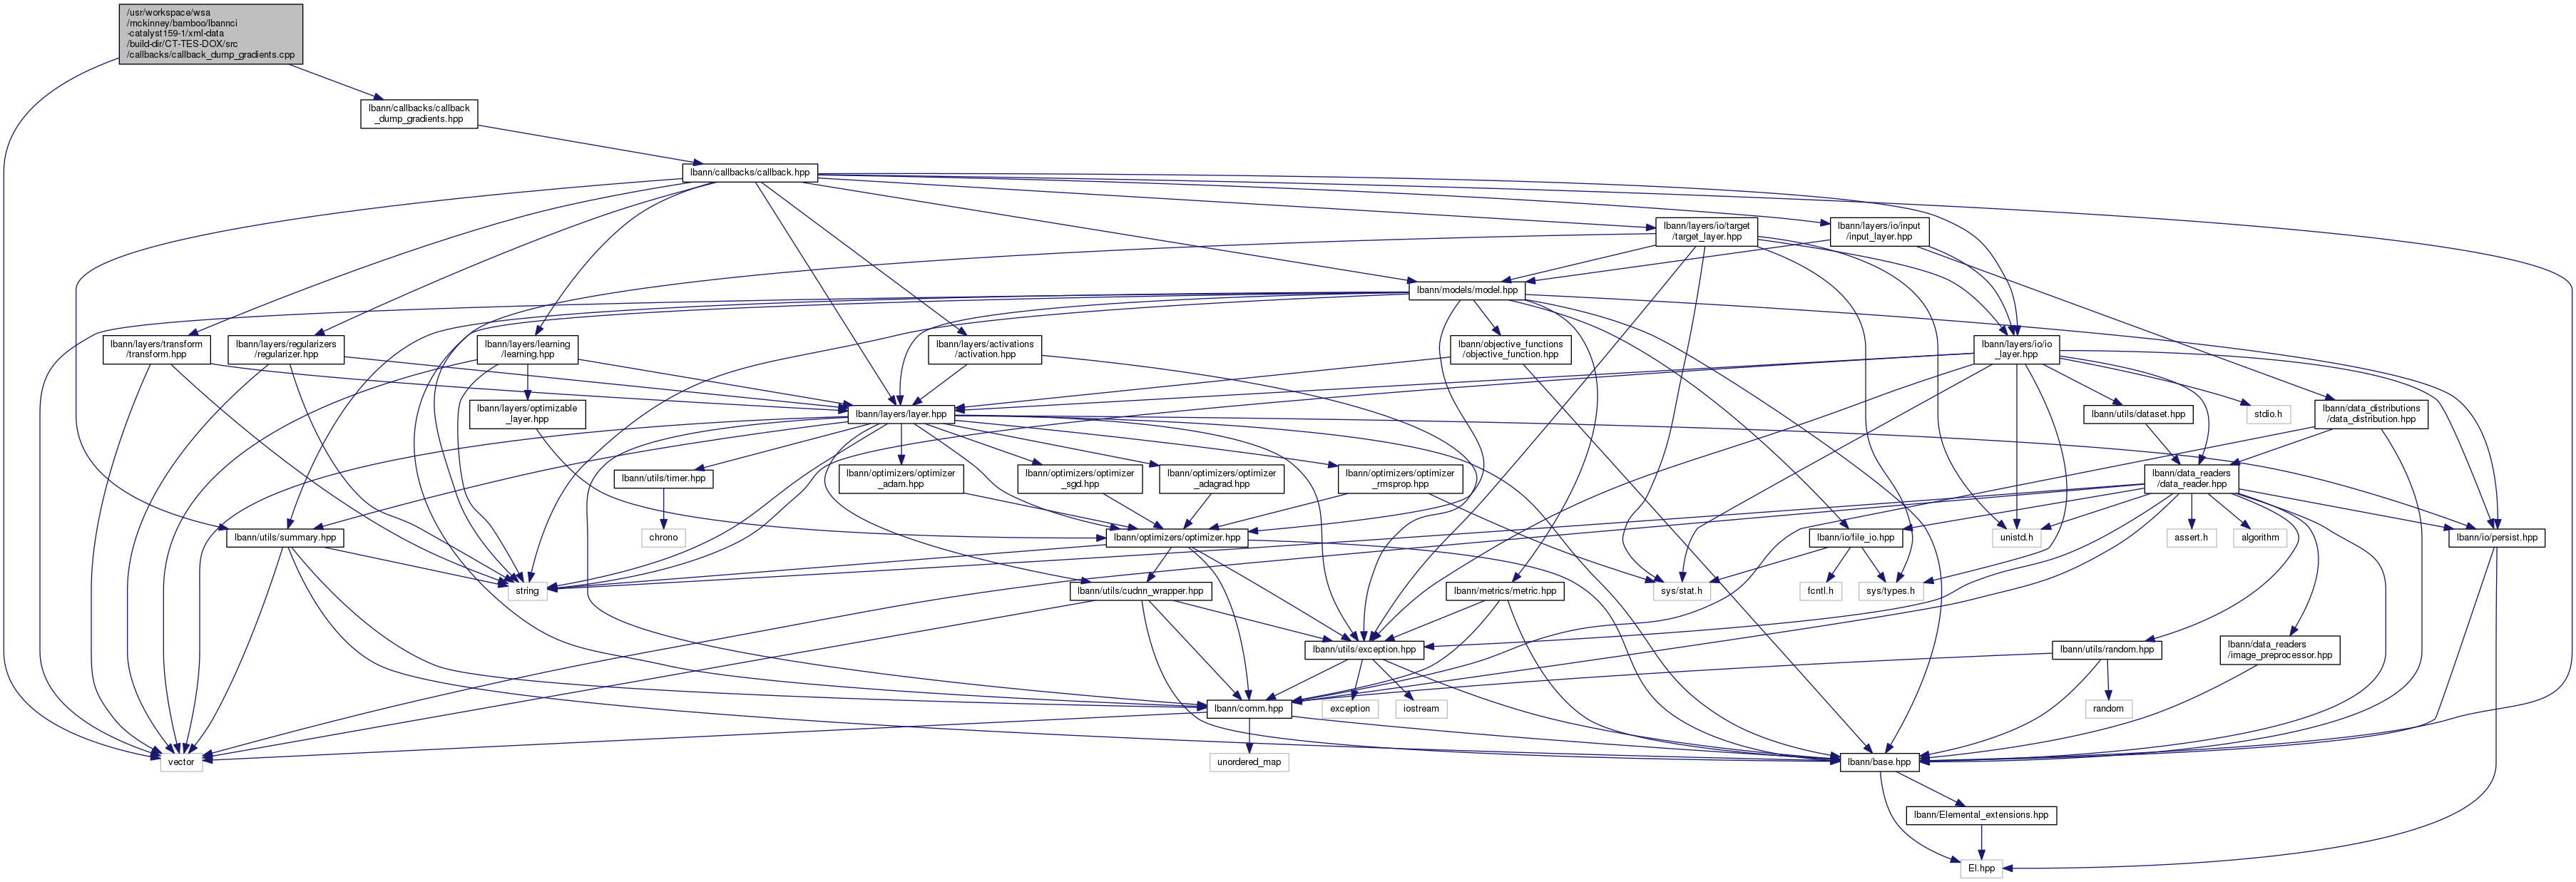 /usr/workspace/wsa
/mckinney/bamboo/lbannci
-catalyst159-1/xml-data
/build-dir/CT-TES-DOX/src
/callbacks/callback_dump_gradients.cpp
lbann/callbacks/callback
_dump_gradients.hpp
lbann/callbacks/callback.hpp
lbann/layers/io/target
/target_layer.hpp
lbann/layers/io/input
/input_layer.hpp
lbann/models/model.hpp
lbann/layers/transform
/transform.hpp
lbann/layers/regularizers
/regularizer.hpp
lbann/layers/learning
/learning.hpp
lbann/layers/activations
/activation.hpp
lbann/objective_functions
/objective_function.hpp
lbann/layers/io/io
_layer.hpp
lbann/layers/optimizable
_layer.hpp
lbann/layers/layer.hpp
lbann/utils/dataset.hpp
stdio.h
lbann/data_distributions
/data_distribution.hpp
lbann/utils/timer.hpp
lbann/optimizers/optimizer
_adam.hpp
lbann/optimizers/optimizer
_sgd.hpp
lbann/optimizers/optimizer
_adagrad.hpp
lbann/optimizers/optimizer
_rmsprop.hpp
lbann/data_readers
/data_reader.hpp
lbann/utils/summary.hpp
chrono
lbann/optimizers/optimizer.hpp
lbann/io/file_io.hpp
unistd.h
assert.h
algorithm
lbann/io/persist.hpp
string
lbann/utils/cudnn_wrapper.hpp
lbann/metrics/metric.hpp
sys/stat.h
fcntl.h
sys/types.h
lbann/utils/exception.hpp
lbann/utils/random.hpp
lbann/data_readers
/image_preprocessor.hpp
lbann/comm.hpp
exception
iostream
random
vector
unordered_map
lbann/base.hpp
lbann/Elemental_extensions.hpp
El.hpp